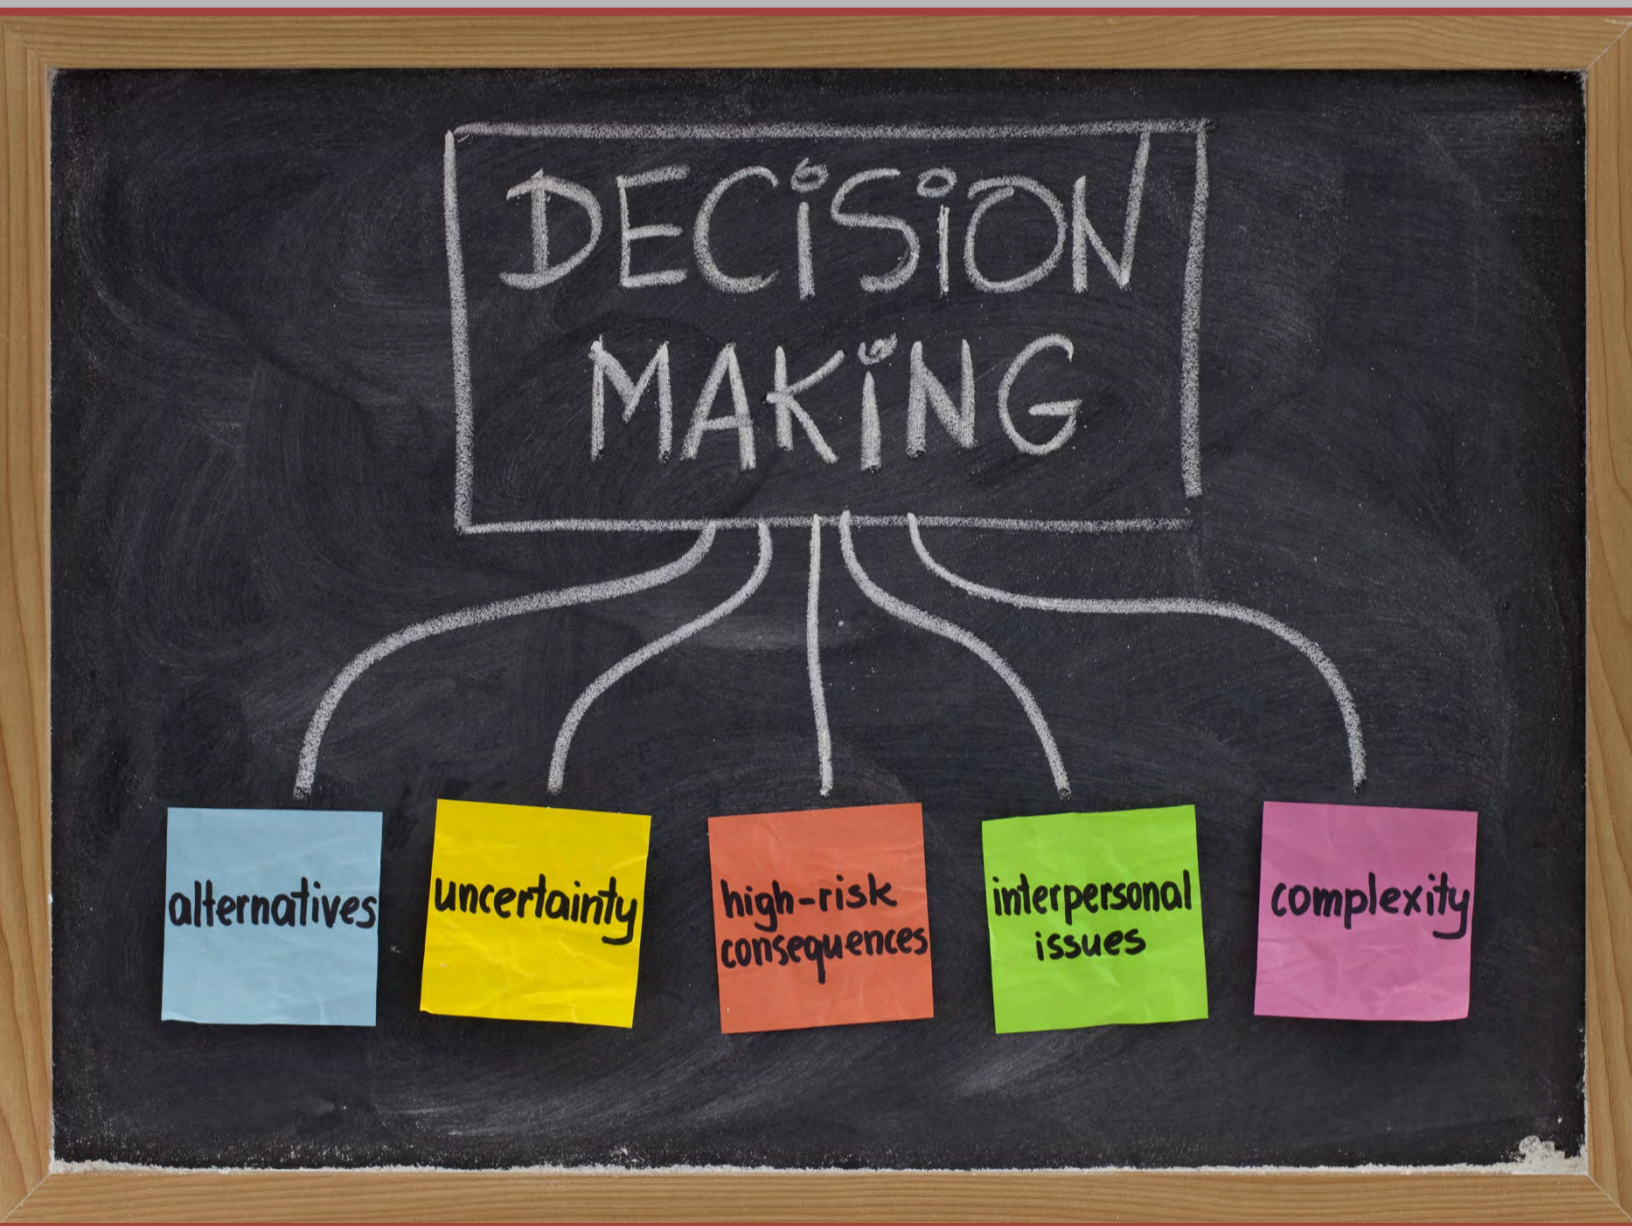 DECiSiON
MAKiNG
alternatives
uncertainty
high-risk
consequences
interpersonal
issues
complexity